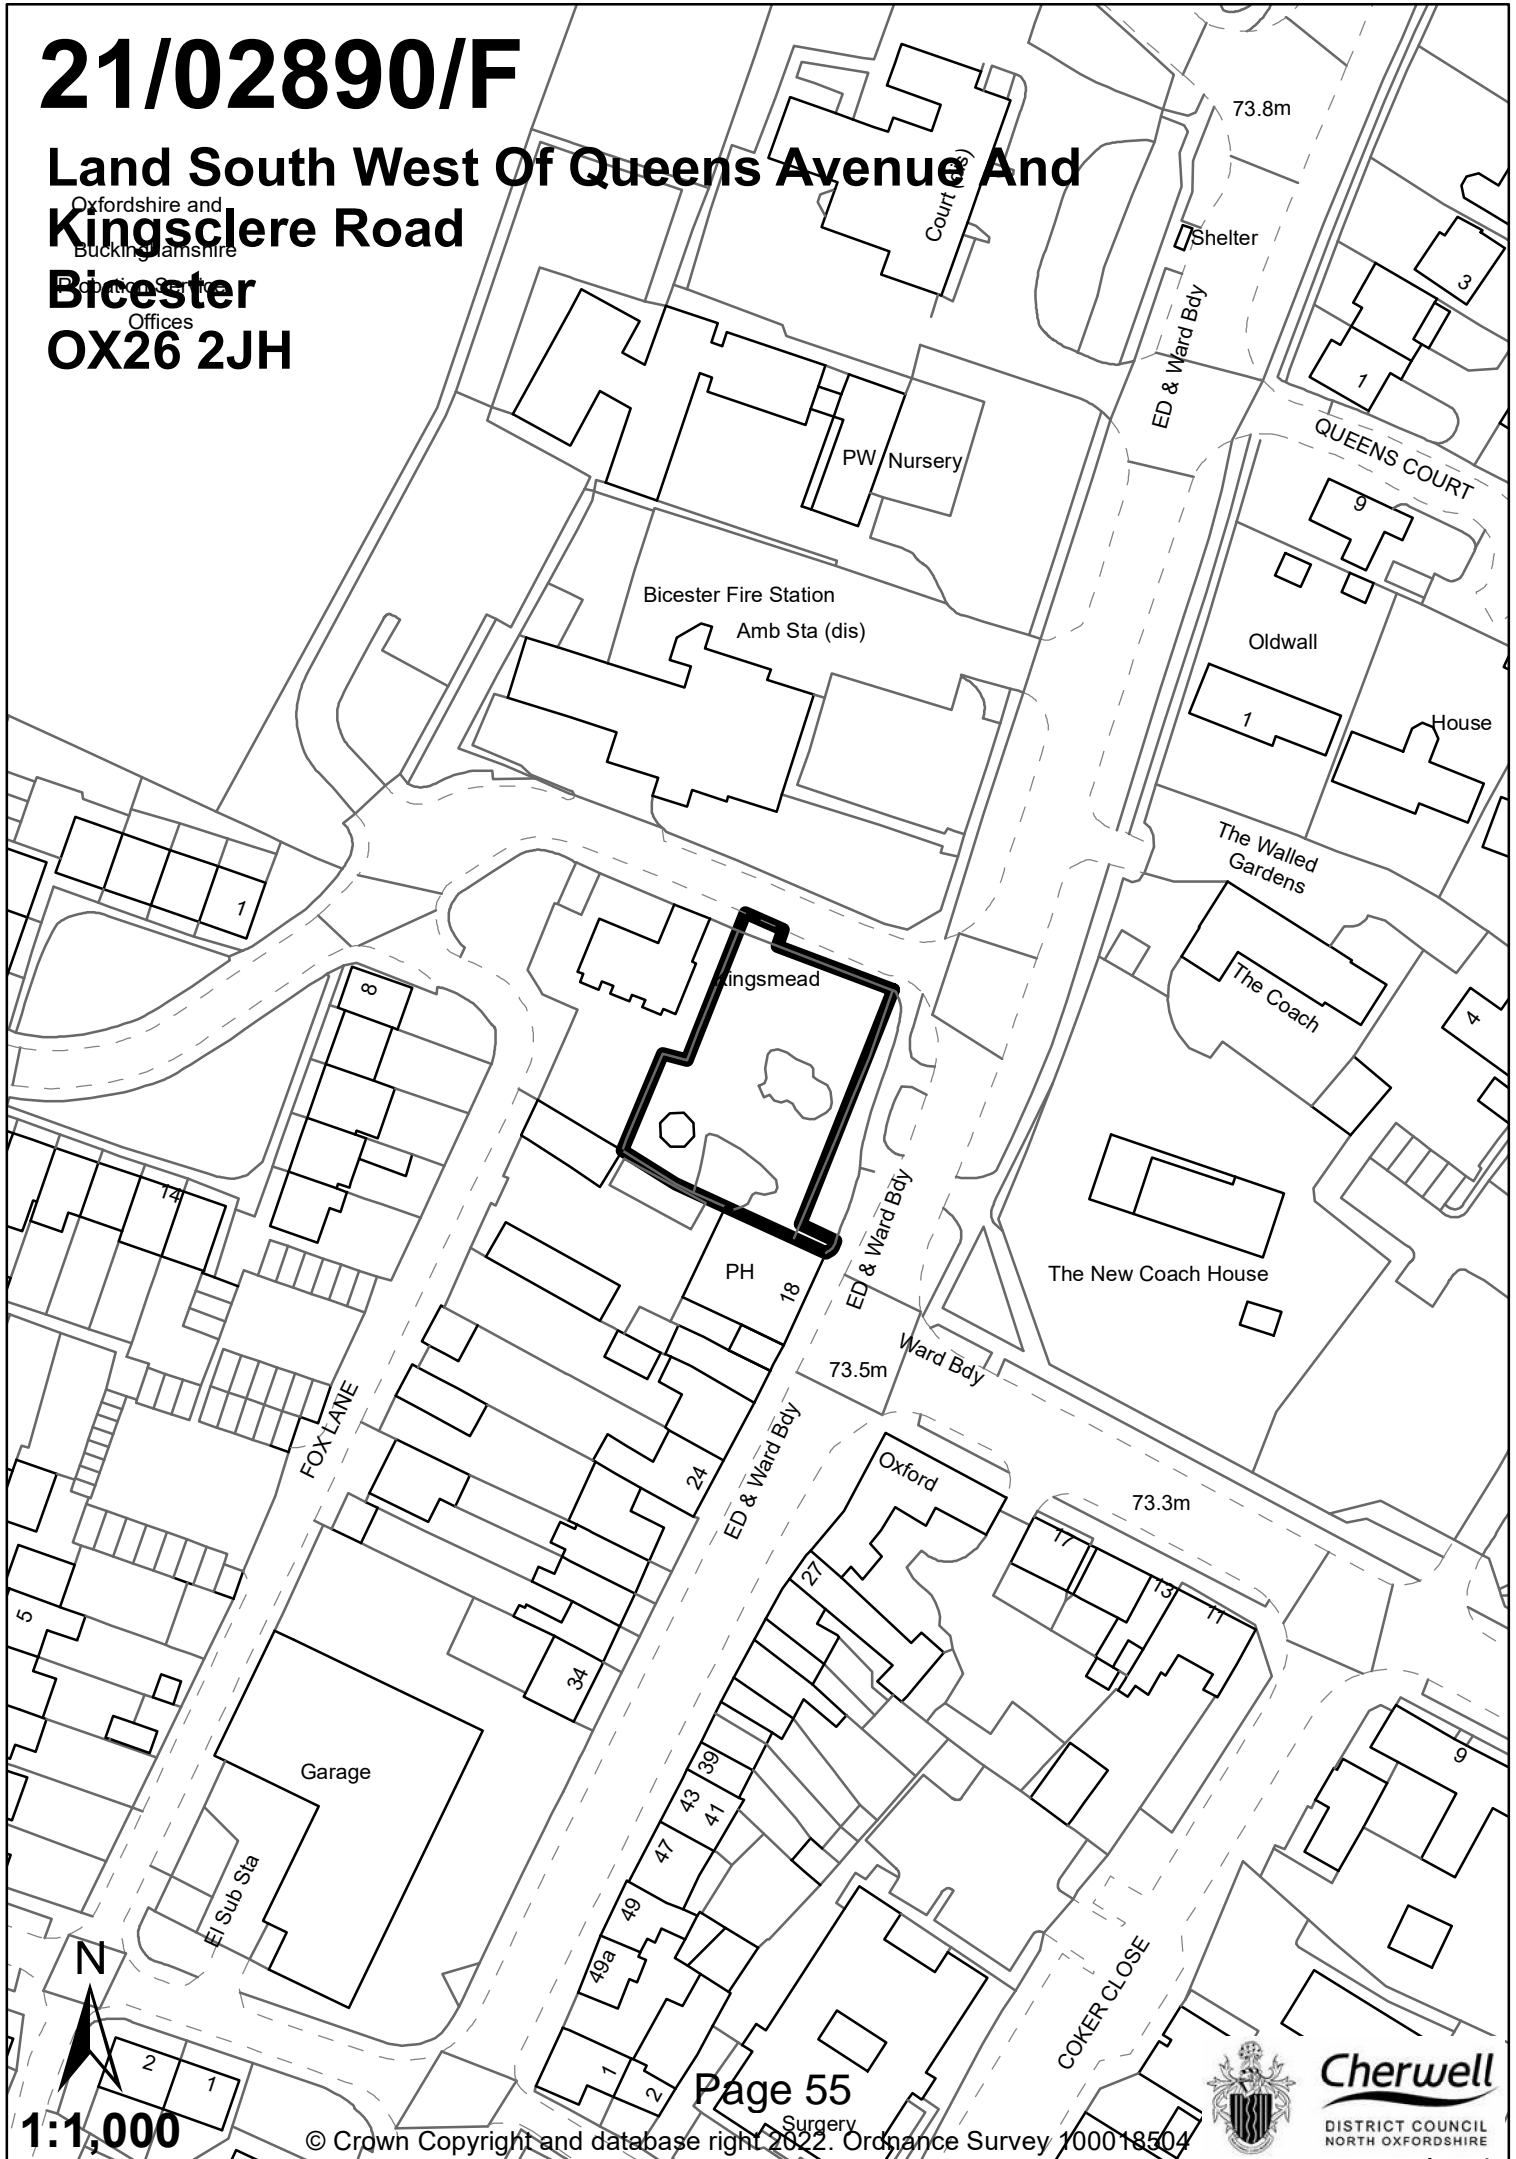 21/02890/F
Land South West Of Queens Avenue And
Kingsclere Road
Bicester
OX26 2JH
Oxfordshire and
Buckinghamshire
Probation Service
Offices
Court (dis)
73.8m
Shelter
3
1
ED & Ward Bdy
QUEENS COURT
PW
Nursery
9
Bicester Fire Station
Amb Sta (dis)
Oldwall
House
1
The Walled
Gardens
1
The Coach
4
8
Kingsmead
14
ED & Ward Bdy
The New Coach House
PH
18
Ward Bdy
73.5m
FOX LANE
ED & Ward Bdy
24
Oxford
73.3m
17
13
11
27
5
34
Garage
39
43
41
47
9
El Sub Sta
49
49a
COKER CLOSE
N
2
1
1
2
Page 55
Surgery
1:1,000
© Crown Copyright and database right 2022. Ordnance Survey 100018504
Cherwell
DISTRICT COUNCIL
NORTH OXFORDSHIRE